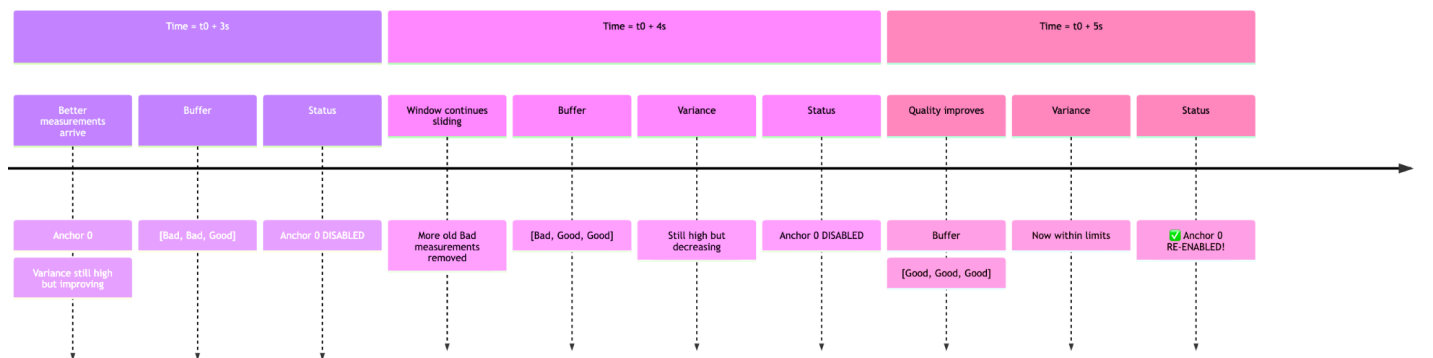 Time = t0 + 3s
Time = t0 + 4s
Time = t0 + 5s
Better
measurements
arrive
Buffer
Status
Window continues
sliding
Buffer
Variance
Status
Quality improves
Variance
Status
Anchor 0
Variance still high
but improving
[Bad, Bad, Good]
Anchor 0 DISABLED
More old Bad
measurements
removed
[Bad, Good, Good]
Still high but
decreasing
Anchor 0 DISABLED
Buffer
[Good, Good, Good]
Now within limits
✅ Anchor 0
RE-ENABLED!